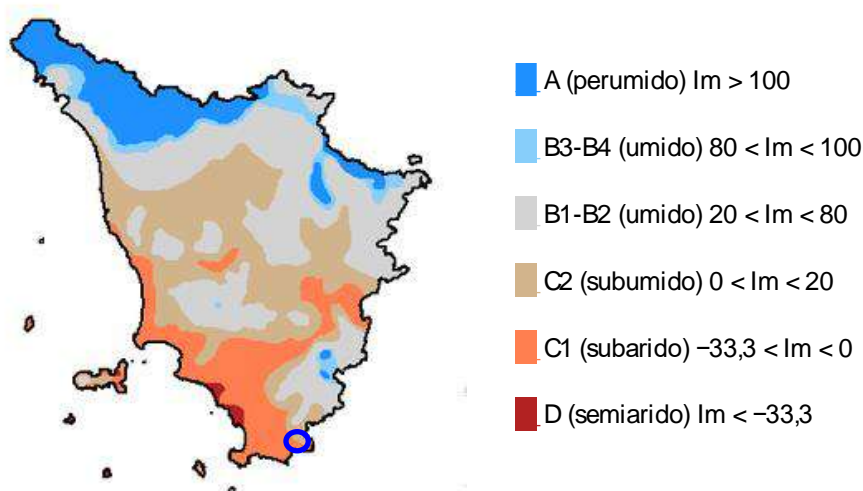 A (perumido) Im > 100
B3-B4 (umido) 80 < Im < 100
B1-B2 (umido) 20 < Im < 80
C2 (subumido) 0 < Im < 20
C1 (subarido) −33,3 < Im < 0
D (semiarido) Im < −33,3